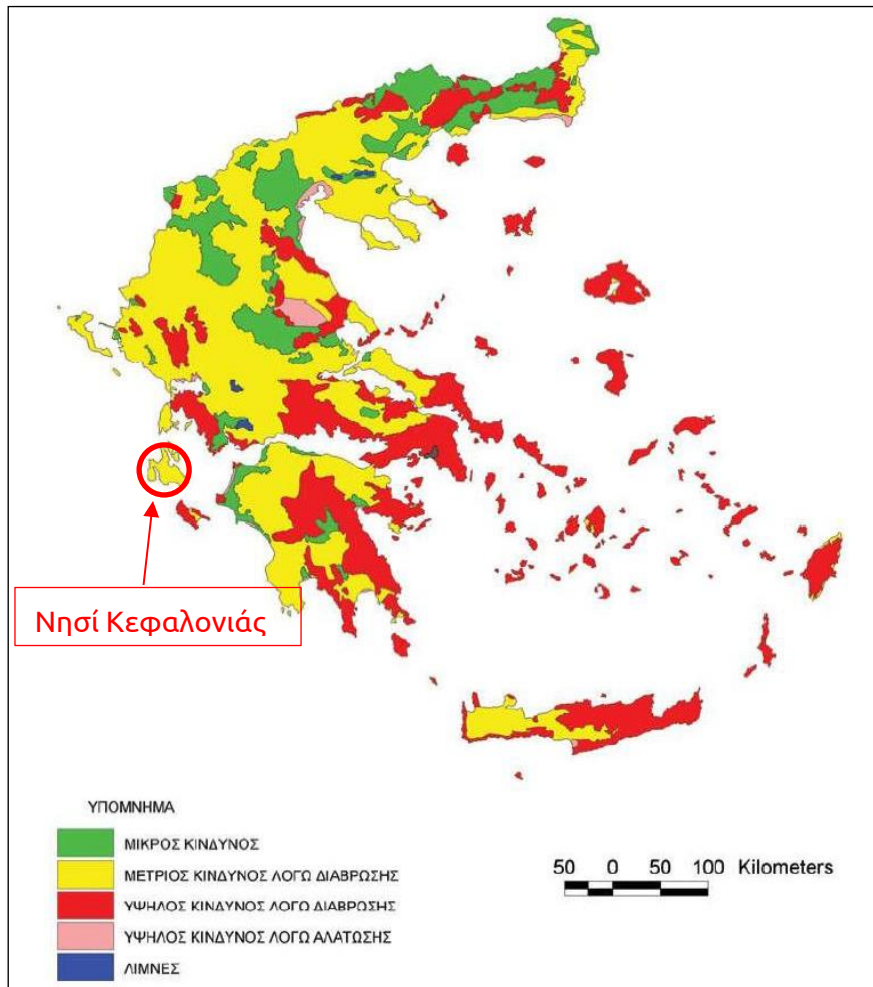 Νησί Κεφαλονιάς
ΥΠΟΜΝΗΜΑ
ΜΙΚΡΟΣ ΚΙΝΔΥΝΟΣ
ΜΕΤΡΙΟΣ ΚΙΝΔΥΝΟΣ ΛΟΓΩ ΔΙΑΒΡΩΣΗΣ
ΥΨΗΛΟΣ ΚΙΝΔΥΝΟΣ ΛΟΓΩ ΔΙΑΒΡΩΣΗΣ
ΥΨΗΛΟΣ ΚΙΝΔΥΝΟΣ ΛΟΓΩ ΑΛΑΤΩΣΗΣ
ΛΙΜΝΕΣ
50 0 50 100 Kilometers